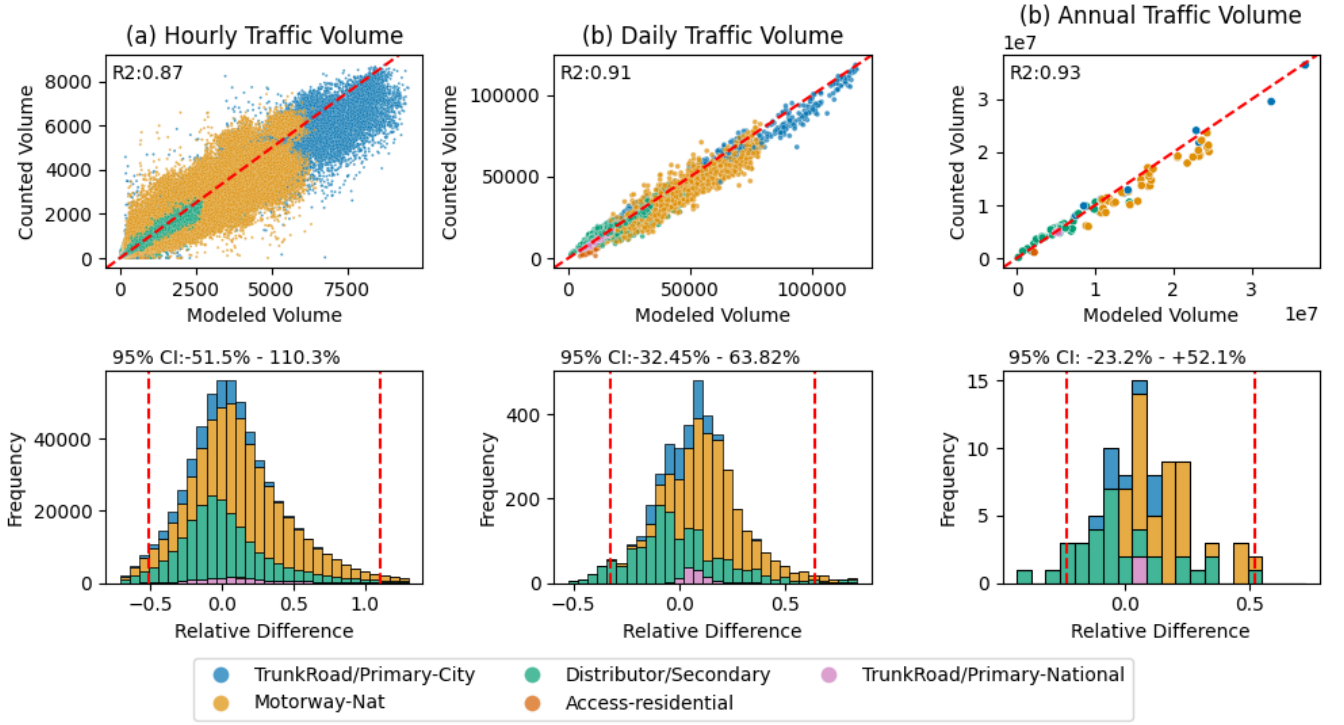 (a) Hourly Traffic Volume
R2:0.87
8000
6000
4000
2000
0
Counted Volume
0 2500 5000 7500
Modeled Volume
(b) Daily Traffic Volume
R2:0.91
100000
50000
0
Counted Volume
0 50000 100000
Modeled Volume
(b) Annual Traffic Volume
1e7
R2:0.93
3
2
1
0
Counted Volume
0 1 2 3
Modeled Volume 1e7
95% CI:-51.5% - 110.3%
40000
20000
0
Frequency
−0.5 0.0 0.5 1.0
Relative Difference
95% CI:-32.45% - 63.82%
400
200
0
Frequency
−0.5 0.0 0.5
Relative Difference
95% CI: -23.2% - +52.1%
15
10
5
0
Frequency
0.0 0.5
Relative Difference
TrunkRoad/Primary-City Distributor/Secondary TrunkRoad/Primary-National
Motorway-Nat Access-residential